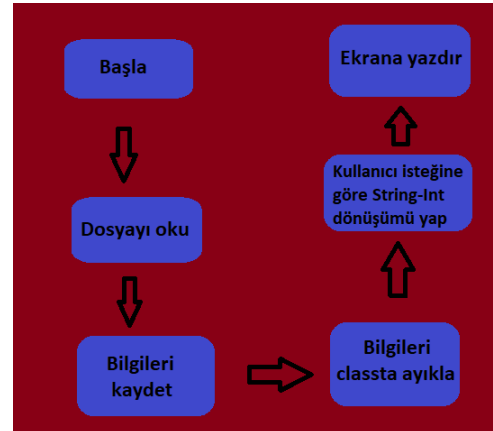 Başla
Dosyayı oku
Bilgileri
kaydet
Bilgileri
classta ayıkla
Kullanıcı isteğine
göre String-Int
dönüşümü yap
Ekrana yazdır